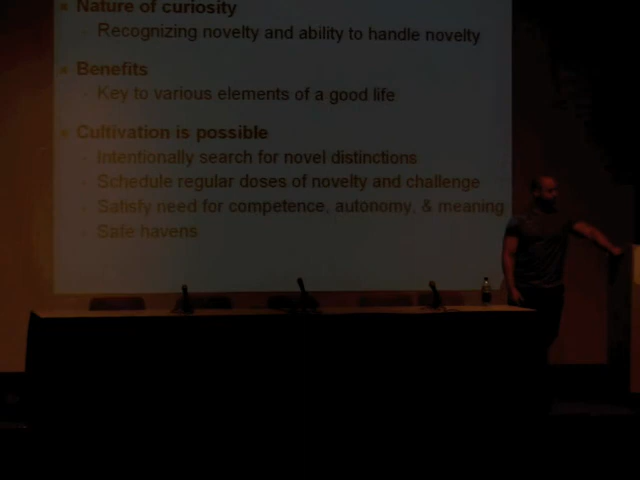 Nature of curiosity
Recognizing novelty and ability to handle novelty
Benefits
Key to various elements of a good life
Cultivation is possible
Intentionally search for novel distinctions
Schedule regular doses of novelty and challenge
Satisfy need for competence, autonomy, & meaning
Safe havens